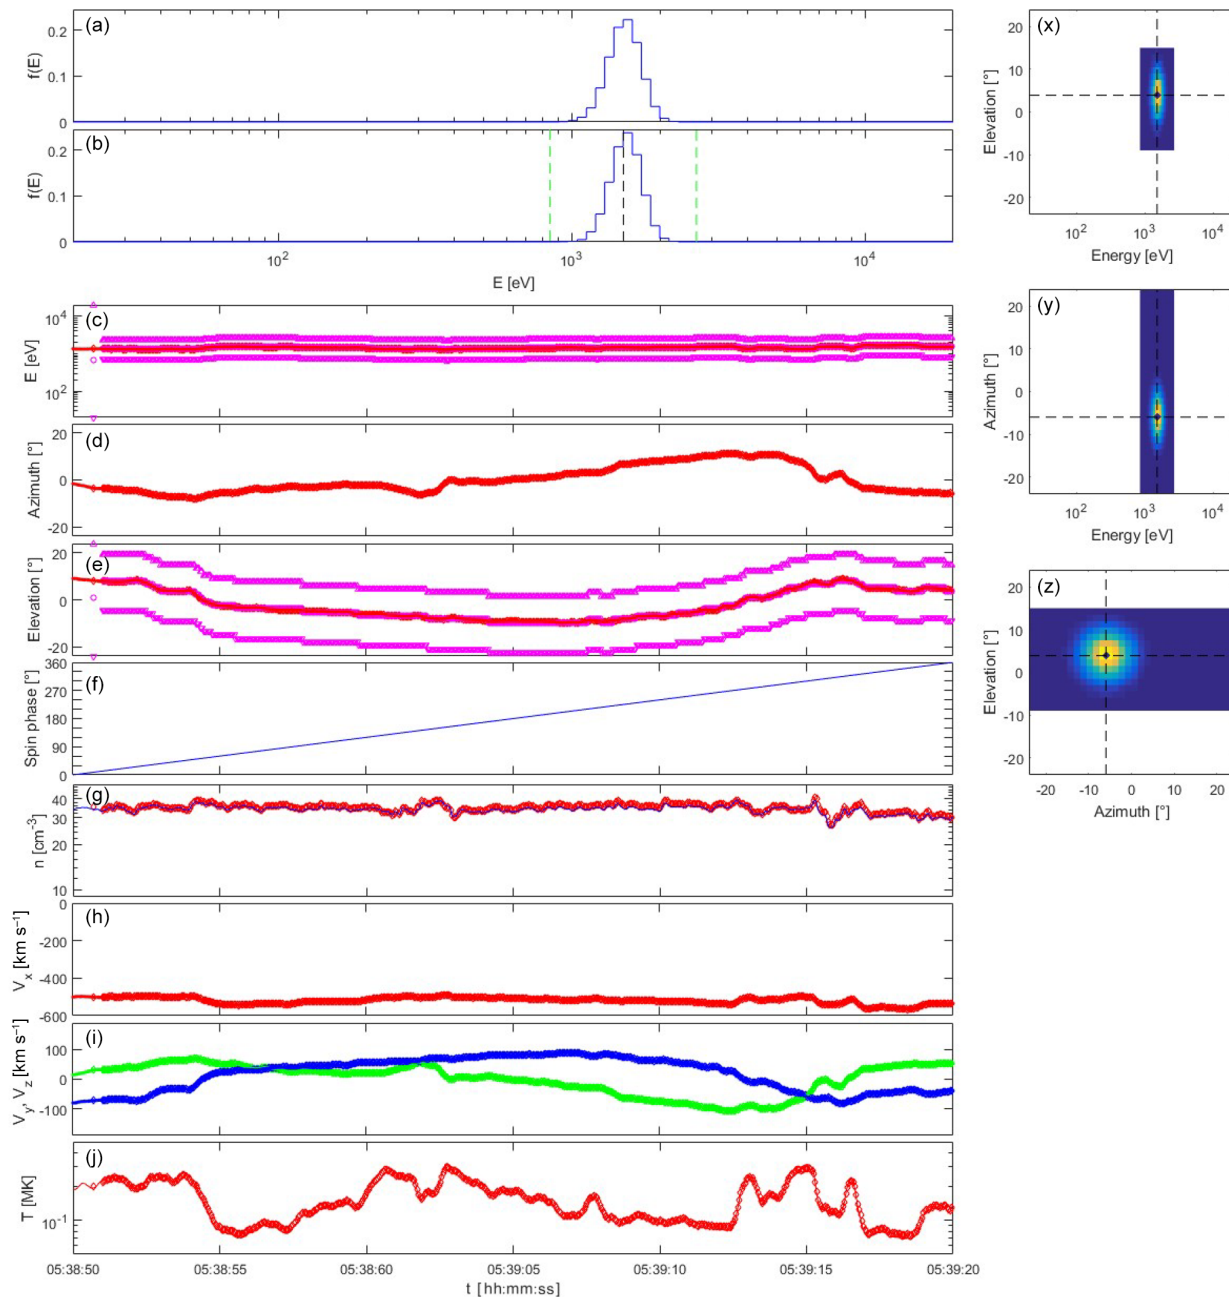 (a)
f(E)
0.2
0.1
0
(b)
f(E)
0.2
0.1
0
10²
10³
10⁴
E [eV]
(c)
E [eV]
10⁴
10²
(d)
Azimuth [°]
20
0
-20
(e)
Elevation [°]
20
0
-20
(f)
Spin phase [°]
360
270
180
90
0
(g)
n [cm⁻³]
40
30
20
10
(h)
Vₓ [km s⁻¹]
0
-200
-400
-600
(i)
V_y, V_z [km s⁻¹]
100
0
-100
(j)
T [MK]
10⁻¹
05:38:50 05:38:55 05:38:60 05:39:05 05:39:10 05:39:15 05:39:20
t [hh:mm:ss]
(x)
Elevation [°]
20
10
0
-10
-20
10² 10³ 10⁴
Energy [eV]
(y)
Azimuth [°]
20
10
0
-10
-20
10² 10³ 10⁴
Energy [eV]
(z)
Elevation [°]
20
10
0
-10
-20
-20 -10 0 10 20
Azimuth [°]